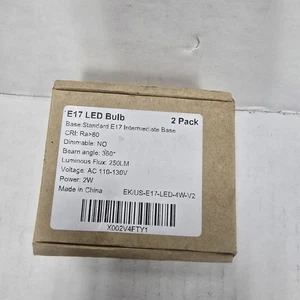 E17 LED Bulb 2 Pack
Base:Standard E17 Intermediate Base
CRI: Ra>80
Dimmable: NO
Beam angle: 360°
Luminous Flux: 250LM
Voltage: AC 110-130V
Power: 2W
Made in China EK/US-E17-LED-4W-V2
X002V4FTY1